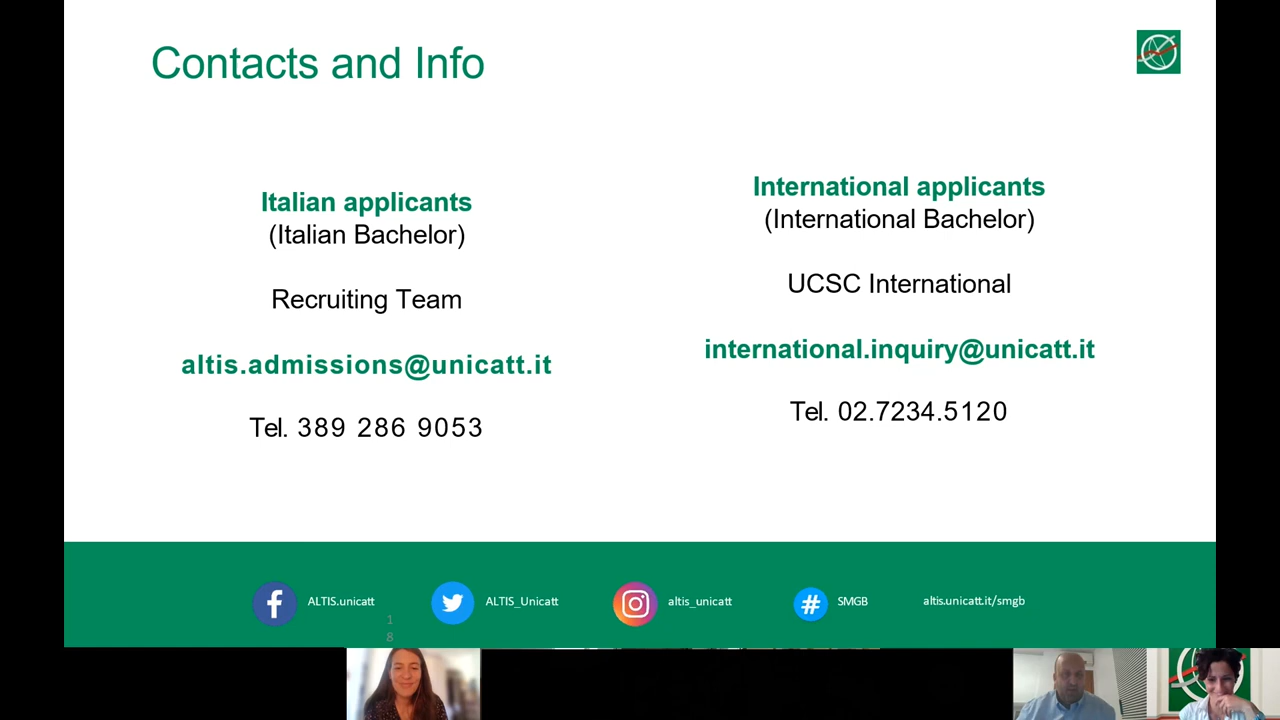 Contacts and Info
Italian applicants
(Italian Bachelor)
Recruiting Team
altis.admissions@unicatt.it
Tel. 389 286 9053
International applicants
(International Bachelor)
UCSC International
international.inquiry@unicatt.it
Tel. 02.7234.5120
ALTIS.unicatt
ALTIS_Unicatt
altis_unicatt
# SMGB
altis.unicatt.it/smgb
1
8